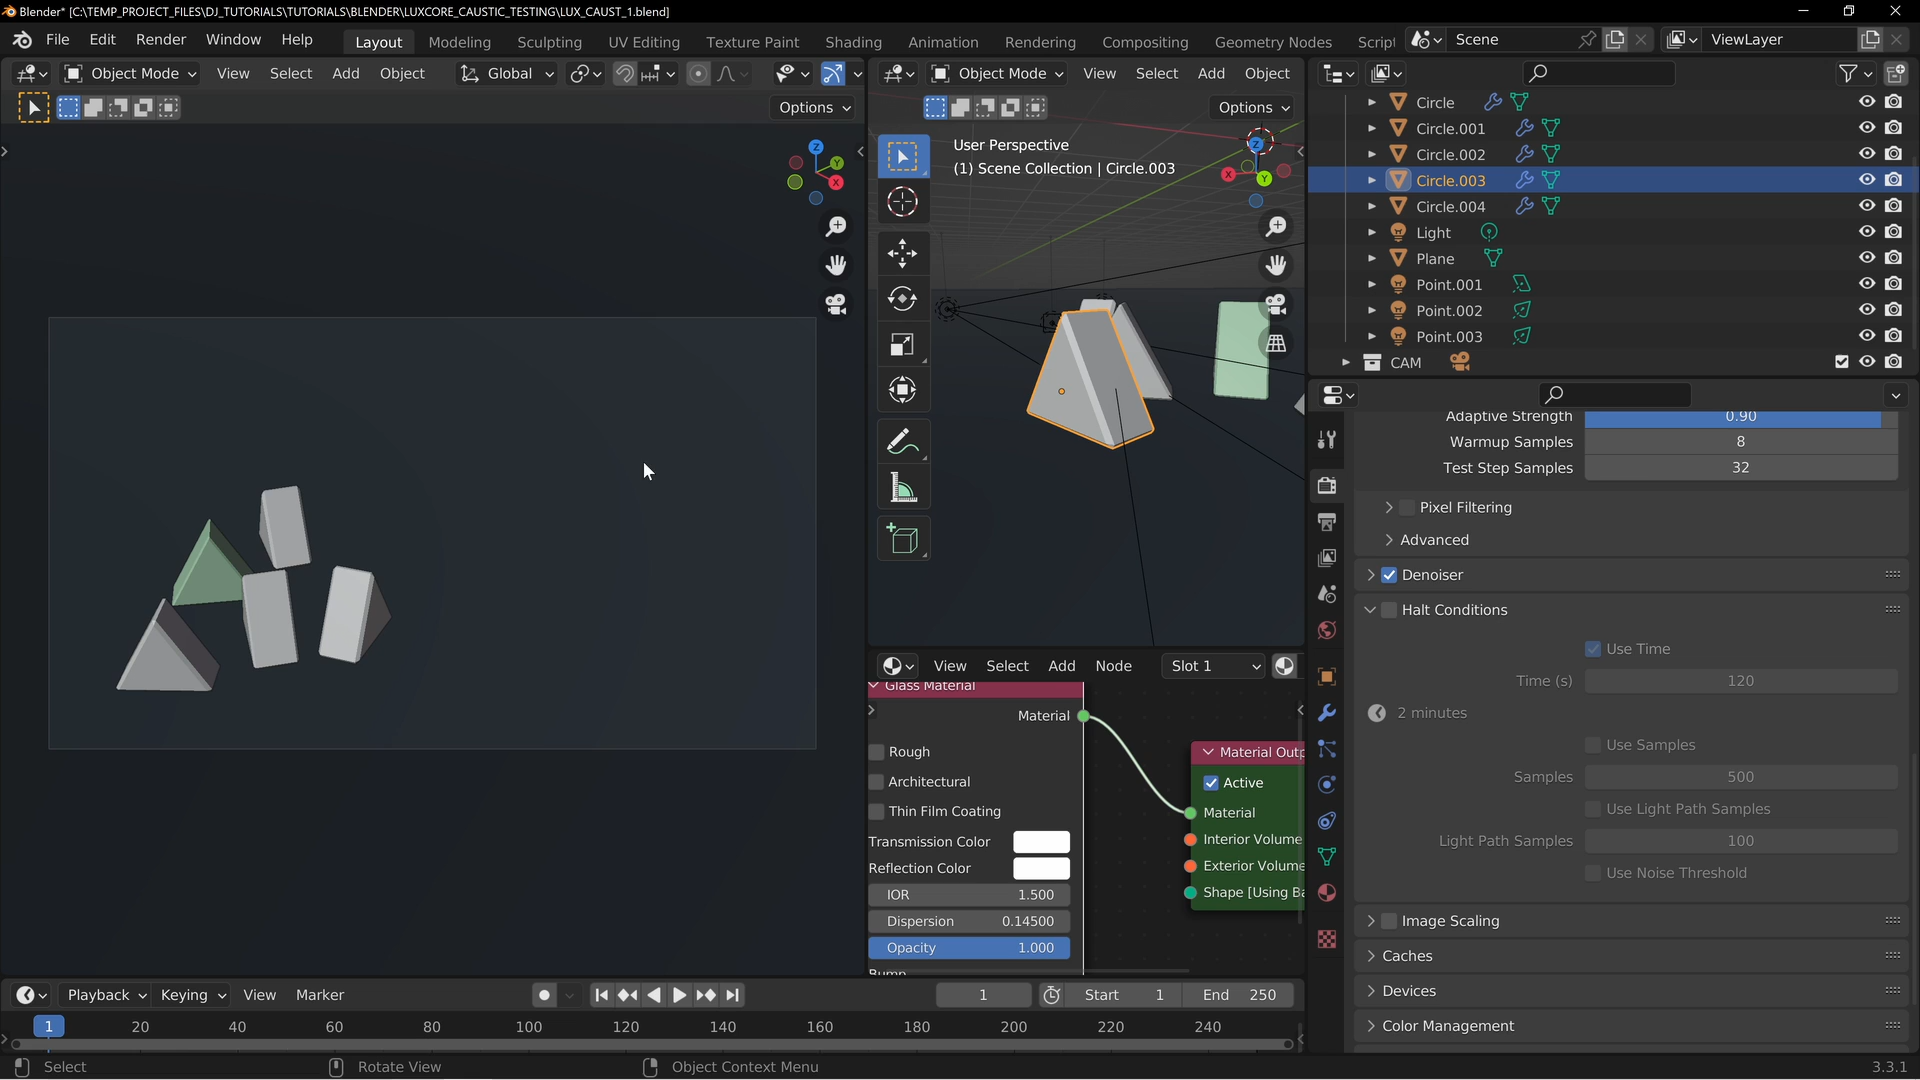 Blender* [C:\TEMP_PROJECT_FILES\DJ_TUTORIALS\TUTORIALS\BLENDER\LUXCORE_CAUSTIC_TESTING\LUX_CAUST_1.blend]
File Edit Render Window Help Layout Modeling Sculpting UV Editing Texture Paint Shading Animation Rendering Compositing Geometry Nodes Script Scene ViewLayer
Object Mode View Select Add Object Global Object Mode View Select Add Object
Options Options
User Perspective
(1) Scene Collection | Circle.003
Z
Y
X
Z
X
Y
Circle
Circle.001
Circle.002
Circle.003
Circle.004
Light
Plane
Point.001
Point.002
Point.003
CAM
Adaptive Strength 0.90
Warmup Samples 8
Test Step Samples 32
Pixel Filtering
Advanced
Denoiser
Halt Conditions
Use Time
Time (s) 120
2 minutes
Use Samples
Samples 500
Use Light Path Samples
Light Path Samples 100
Use Noise Threshold
Image Scaling
Caches
Devices
Color Management
View Select Add Node Slot 1
Glass Material
Material
Rough
Architectural
Thin Film Coating
Transmission Color
Reflection Color
IOR 1.500
Dispersion 0.14500
Opacity 1.000
Bump
Material Outp
Active
Material
Interior Volume
Exterior Volume
Shape [Using Ba
Playback Keying View Marker 1 Start 1 End 250
1 20 40 60 80 100 120 140 160 180 200 220 240
Select Rotate View Object Context Menu 3.3.1